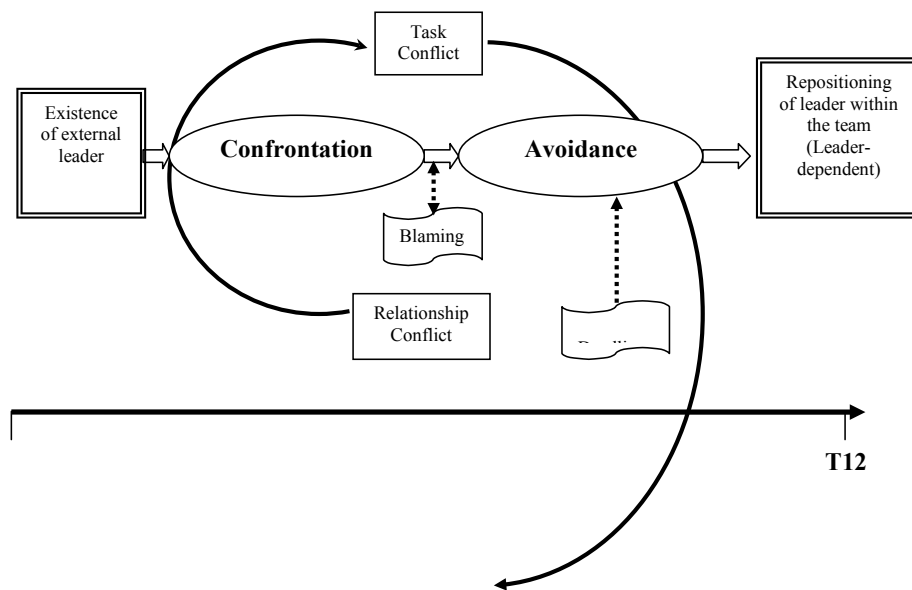 Task
Conflict
Existence
of external
leader
Confrontation
Avoidance
Repositioning
of leader within
the team
(Leader-
dependent)
Blaming
Relationship
Conflict
T12